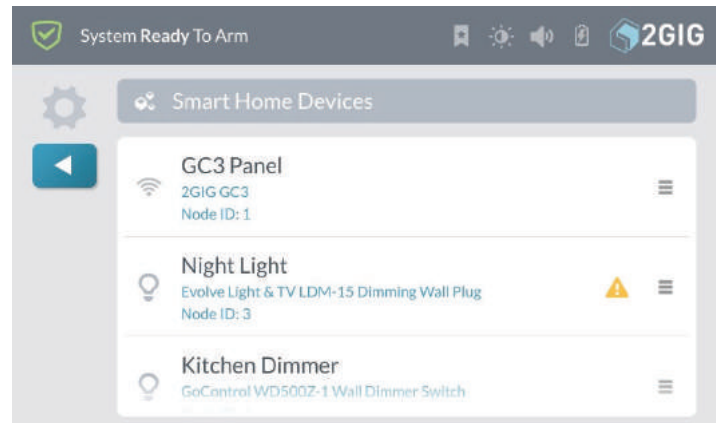 System Ready To Arm
2GIG
Smart Home Devices
GC3 Panel
2GIG GC3
Node ID: 1
Night Light
Evolve Light & TV LDM-15 Dimming Wall Plug
Node ID: 3
Kitchen Dimmer
GoControl WD500Z-1 Wall Dimmer Switch